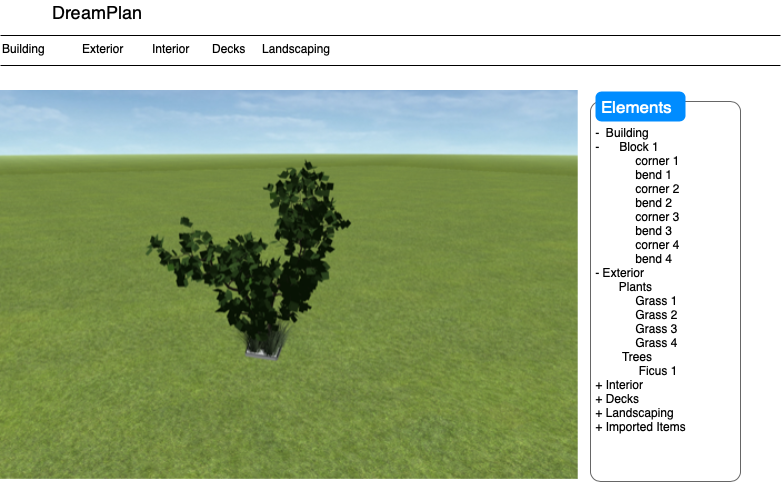 DreamPlan
Building Exterior Interior Decks Landscaping
Elements
- Building
- Block 1
corner 1
bend 1
corner 2
bend 2
corner 3
bend 3
corner 4
bend 4
- Exterior
Plants
Grass 1
Grass 2
Grass 3
Grass 4
Trees
Ficus 1
+ Interior
+ Decks
+ Landscaping
+ Imported Items